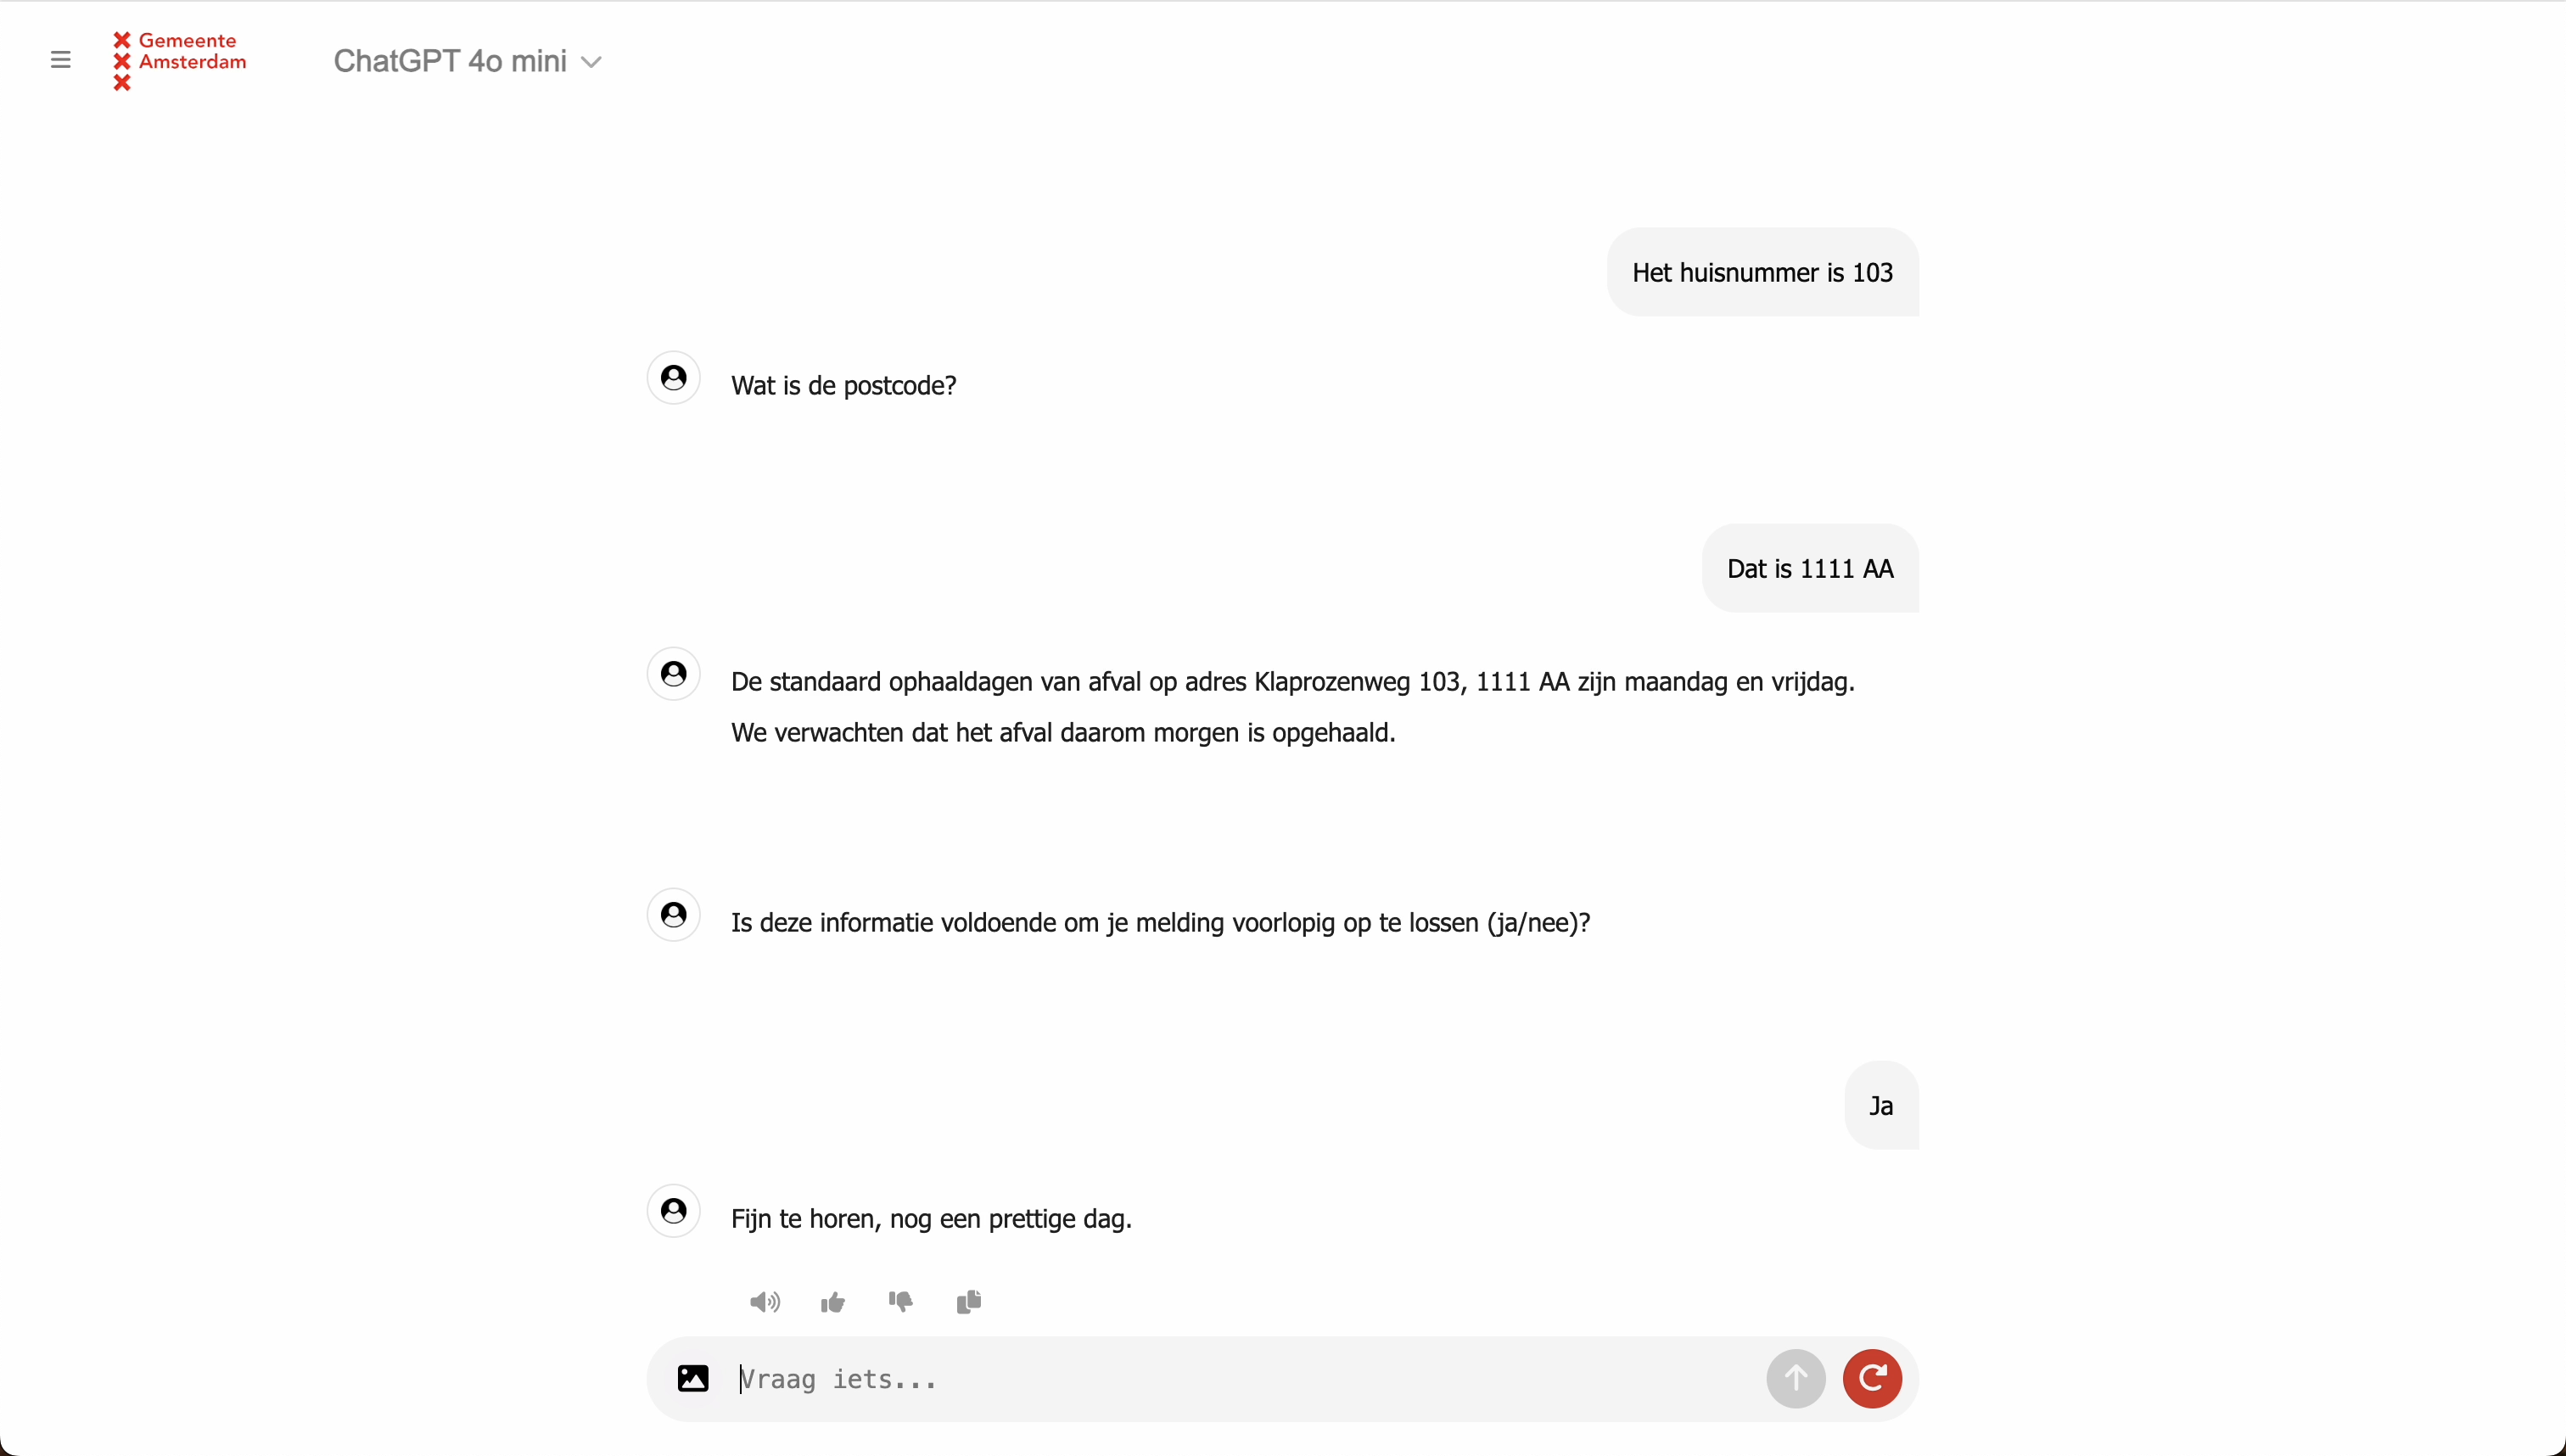 Gemeente
Amsterdam
ChatGPT 4o mini
Het huisnummer is 103
Wat is de postcode?
Dat is 1111 AA
De standaard ophaaldagen van afval op adres Klaprozenweg 103, 1111 AA zijn maandag en vrijdag.
We verwachten dat het afval daarom morgen is opgehaald.
Is deze informatie voldoende om je melding voorlopig op te lossen (ja/nee)?
Ja
Fijn te horen, nog een prettige dag.
Vraag iets...